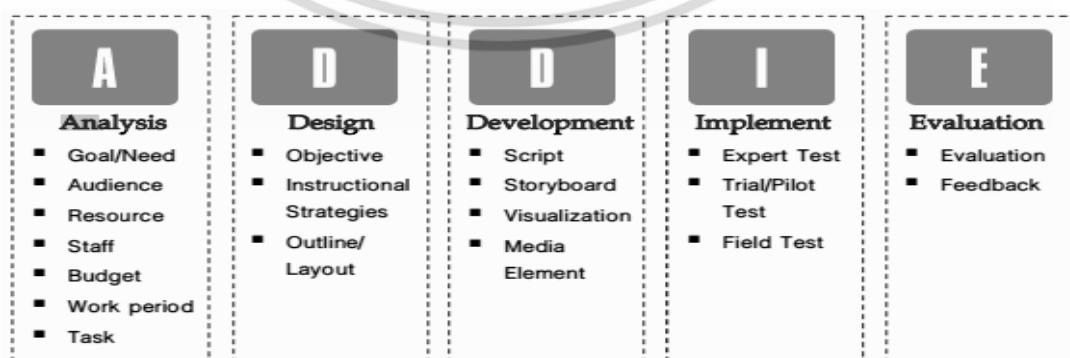 A
Analysis
Goal/Need
Audience
Resource
Staff
Budget
Work period
Task
D
Design
Objective
Instructional
Strategies
Outline/
Layout
D
Development
Script
Storyboard
Visualization
Media
Element
I
Implement
Expert Test
Trial/Pilot
Test
Field Test
E
Evaluation
Evaluation
Feedback